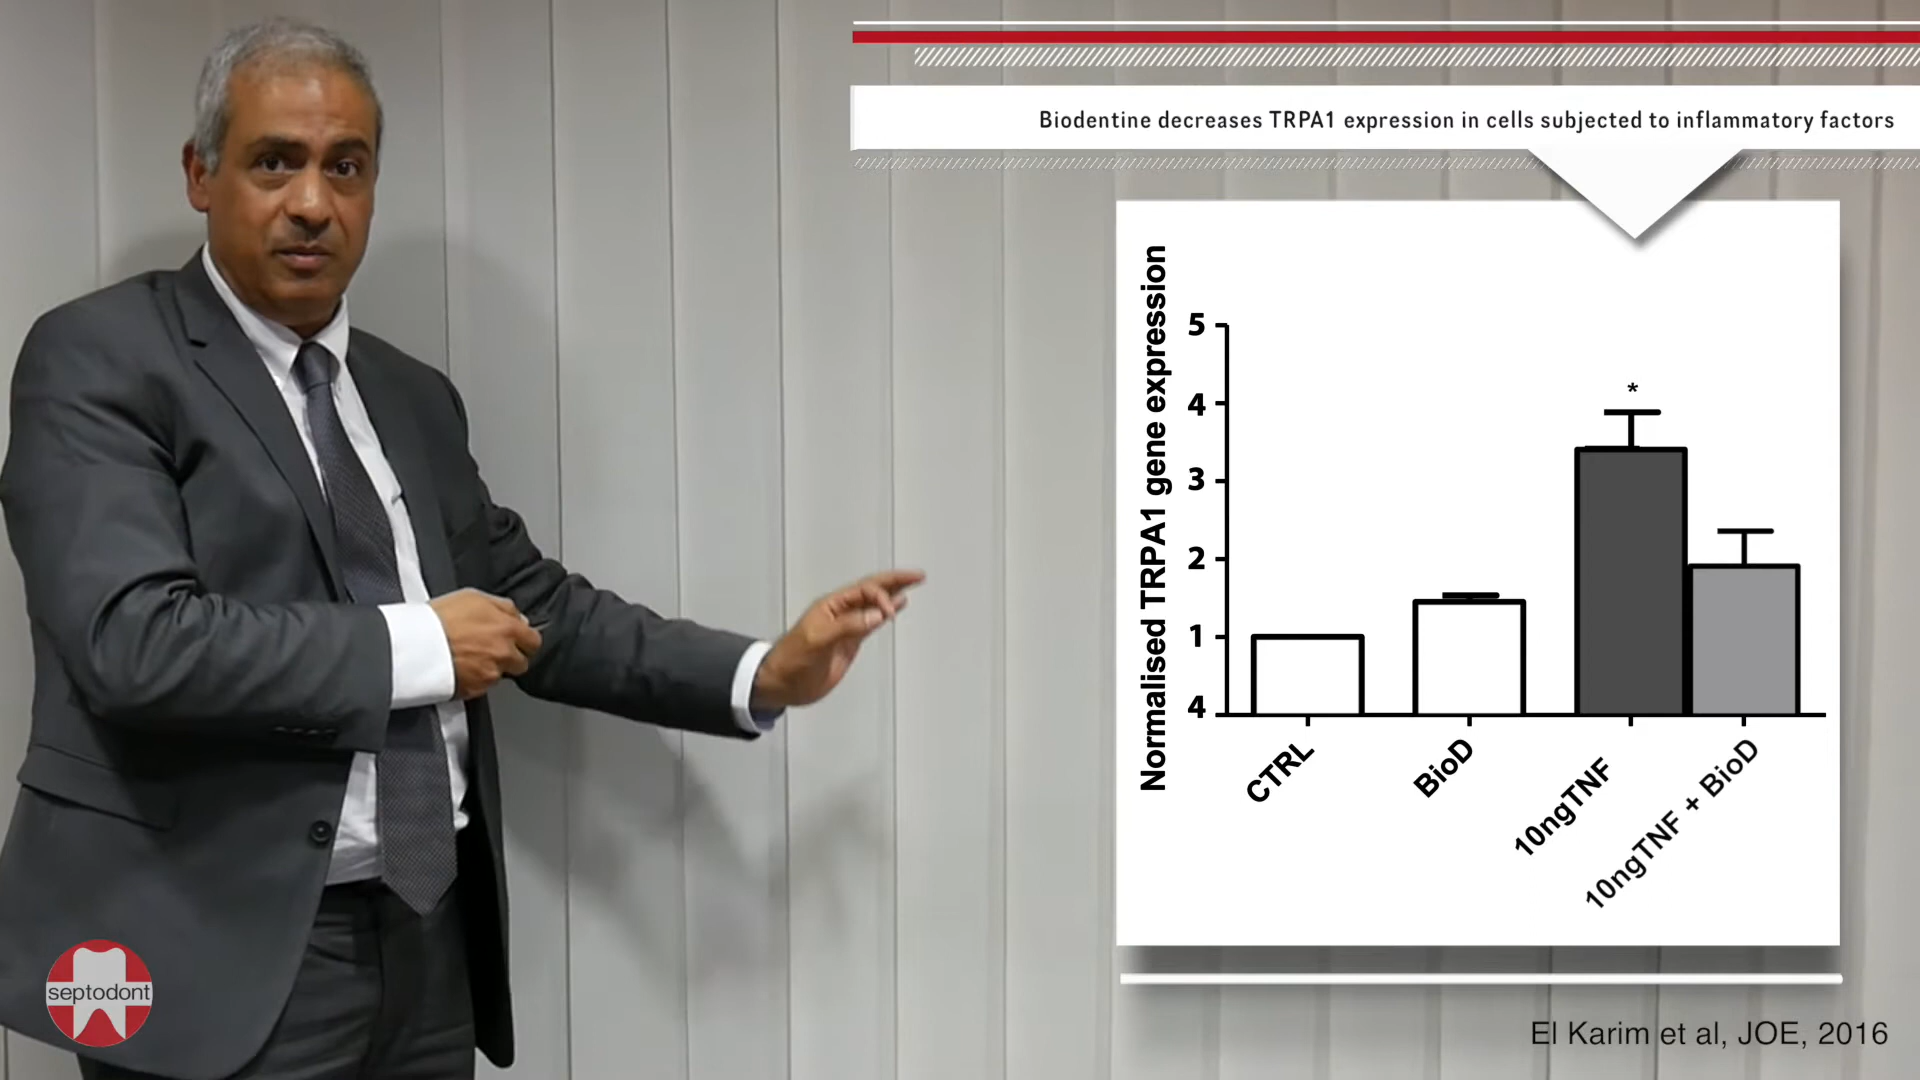 Biodentine decreases TRPA1 expression in cells subjected to inflammatory factors
Normalised TRPA1 gene expression
5
4
3
2
1
4
*
CTRL
BioD
10ngTNF
10ngTNF + BioD
septodont
El Karim et al, JOE, 2016